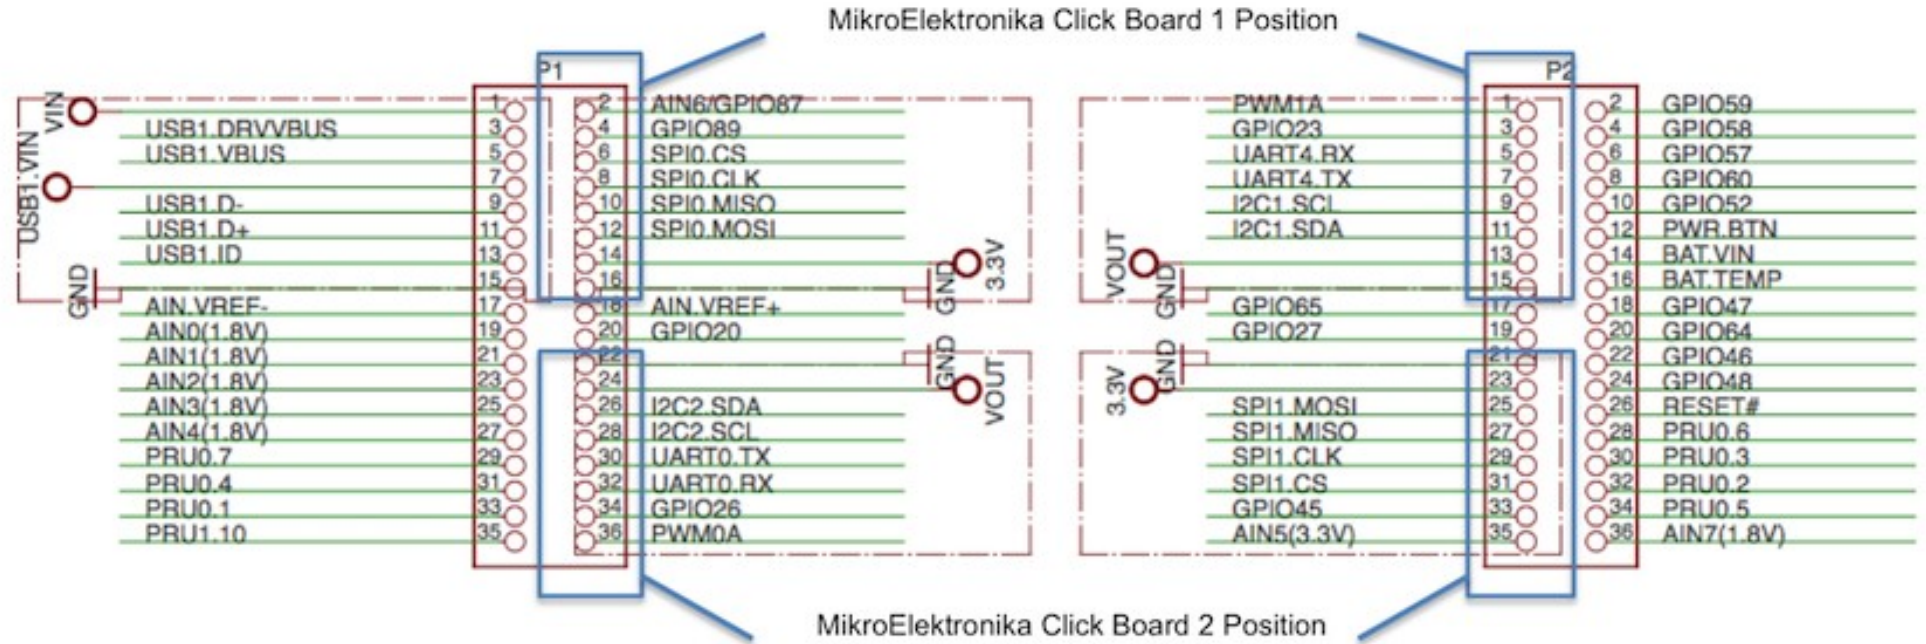 MikroElektronika Click Board 1 Position
P1
P2
VIN 1 2 AIN6/GPIO87
USB1.DRVVBUS 3 4 GPIO89
USB1.VBUS 5 6 SPI0.CS
USB1.VIN 7 8 SPI0.CLK
USB1.D- 9 10 SPI0.MISO
USB1.D+ 11 12 SPI0.MOSI
USB1.ID 13 14 3.3V
GND 15 16 GND
AIN.VREF- 17 18 AIN.VREF+
AIN0(1.8V) 19 20 GPIO20
AIN1(1.8V) 21 22 GND
AIN2(1.8V) 23 24 VOUT
AIN3(1.8V) 25 26 I2C2.SDA
AIN4(1.8V) 27 28 I2C2.SCL
PRU0.7 29 30 UART0.TX
PRU0.4 31 32 UART0.RX
PRU0.1 33 34 GPIO26
PRU1.10 35 36 PWM0A
PWM1A 1 2 GPIO59
GPIO23 3 4 GPIO58
UART4.RX 5 6 GPIO57
UART4.TX 7 8 GPIO60
I2C1.SCL 9 10 GPIO52
I2C1.SDA 11 12 PWR.BTN
VOUT 13 14 BAT.VIN
GND 15 16 BAT.TEMP
GPIO65 17 18 GPIO47
GPIO27 19 20 GPIO64
GND 21 22 GPIO46
3.3V 23 24 GPIO48
SPI1.MOSI 25 26 RESET#
SPI1.MISO 27 28 PRU0.6
SPI1.CLK 29 30 PRU0.3
SPI1.CS 31 32 PRU0.2
GPIO45 33 34 PRU0.5
AIN5(3.3V) 35 36 AIN7(1.8V)
MikroElektronika Click Board 2 Position